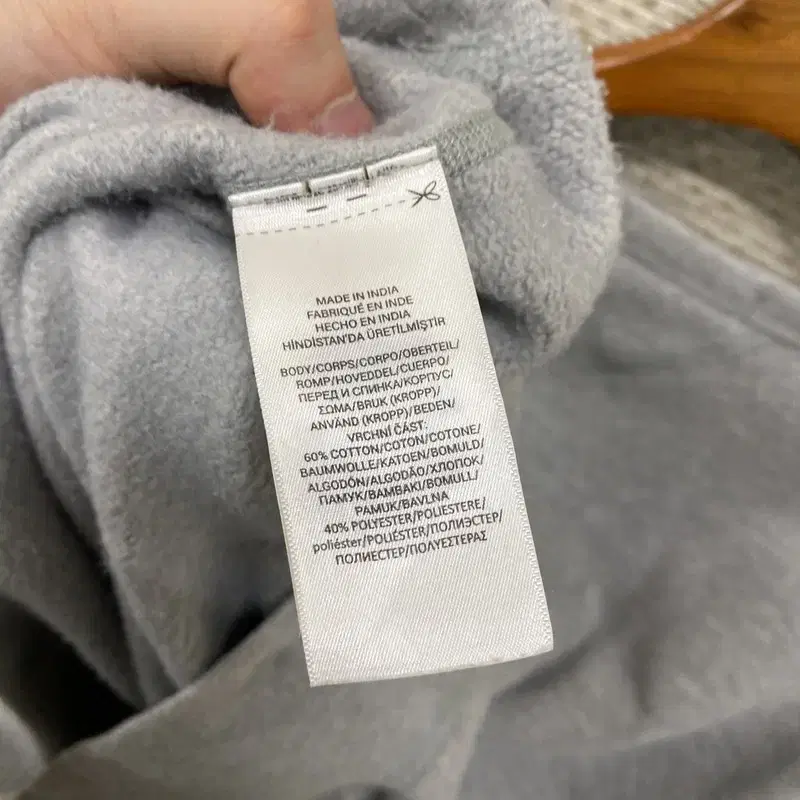 MADE IN INDIA
FABRIQUÉ EN INDE
HECHO EN INDIA
HİNDİSTAN'DA ÜRETİLMİŞTİR
BODY/CORPS/CORPO/OBERTEIL/
ROMP/HOVEDDEL/CUERPO/
ПЕРЕД И СПИНКА/КОРПУС/
ΣΩΜΑ/BRUK (KROPP)/
ANVÄND (KROPP)/BEDEN/
VRCHNÍ ČÁST:
60% COTTON/COTON/COTONE/
BAUMWOLLE/KATOEN/BOMULD/
ALGODÓN/ALGODÃO/ХЛОПОК/
ПАМУК/ΒΑΜΒΑΚΙ/BOMULL/
PAMUK/BAVLNA
40% POLYESTER/POLIESTERE/
poliéster/POLIÉSTER/ПОЛИЭСТЕР/
ПОЛИЕСТЕР/ΠΟΛΥΕΣΤΕΡΑΣ